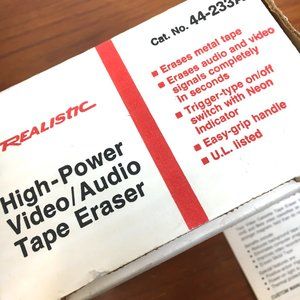 Cat. No. 44-233
REALISTIC
High-Power
Video/Audio
Tape Eraser
■ Erases metal tape
■ Erases audio and video
signals completely
in seconds
■ Trigger-type on/off
switch with Neon
Indicator
■ Easy-grip handle
■ U.L. listed